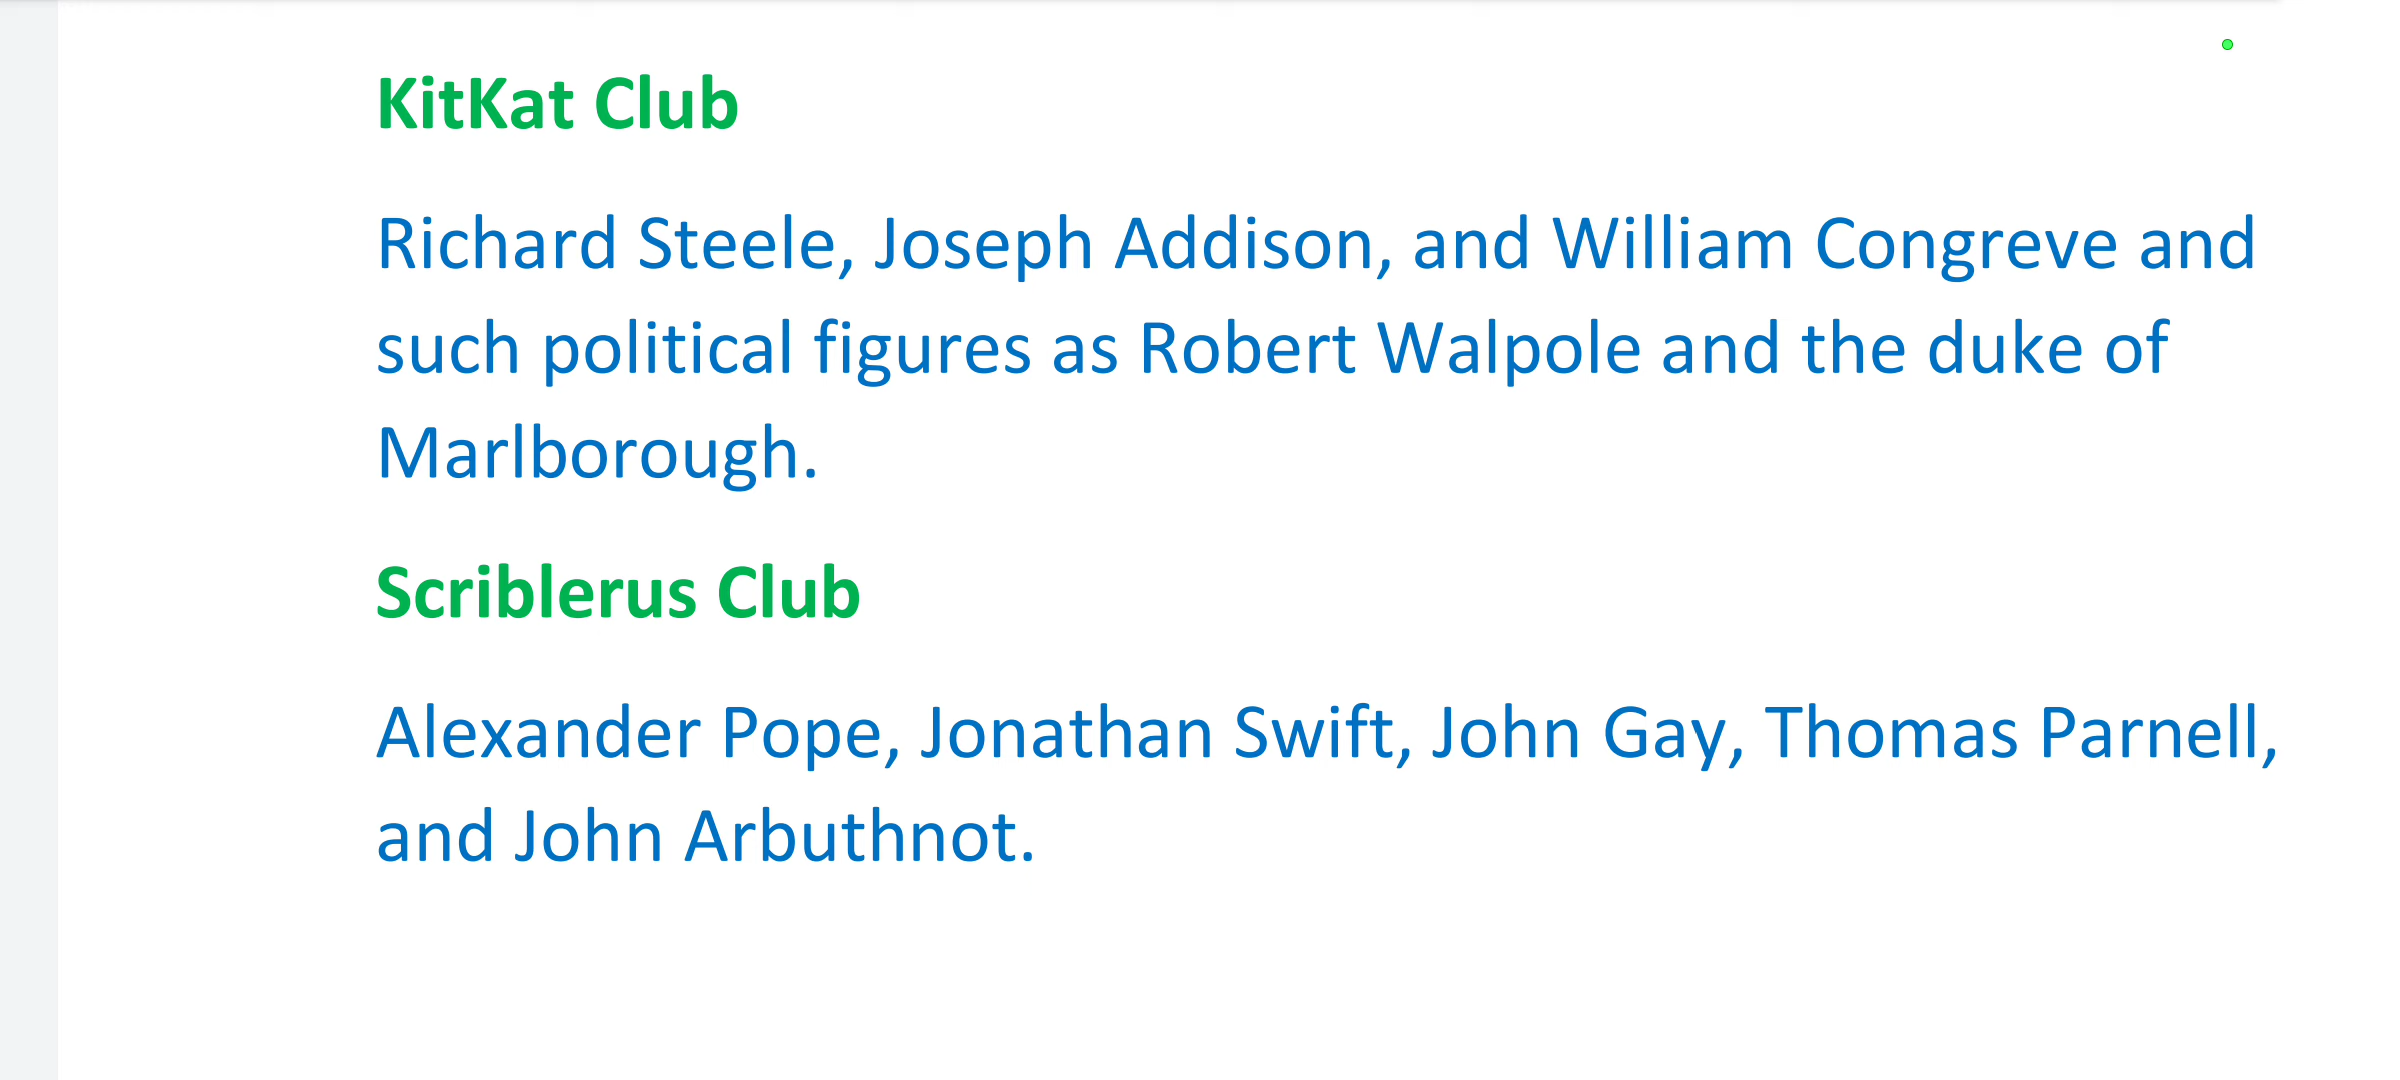 KitKat Club
Richard Steele, Joseph Addison, and William Congreve and
such political figures as Robert Walpole and the duke of
Marlborough.
Scriblerus Club
Alexander Pope, Jonathan Swift, John Gay, Thomas Parnell,
and John Arbuthnot.